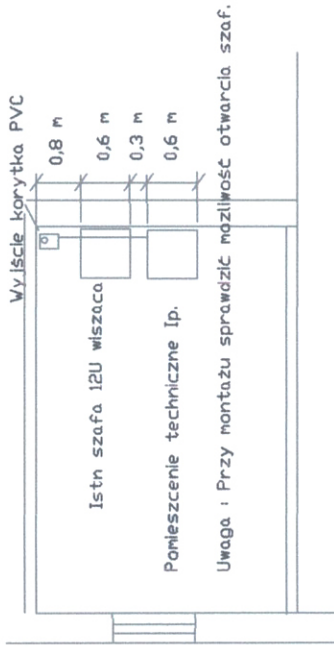 Wyjście korytka PVC
0,8 m
0,6 m
0,3 m
0,6 m
Istn szafa 12U wisząca
Pomieszcenie techniczne Ip.
Uwaga : Przy montażu sprawdzić możliwość otwarcia szaf.